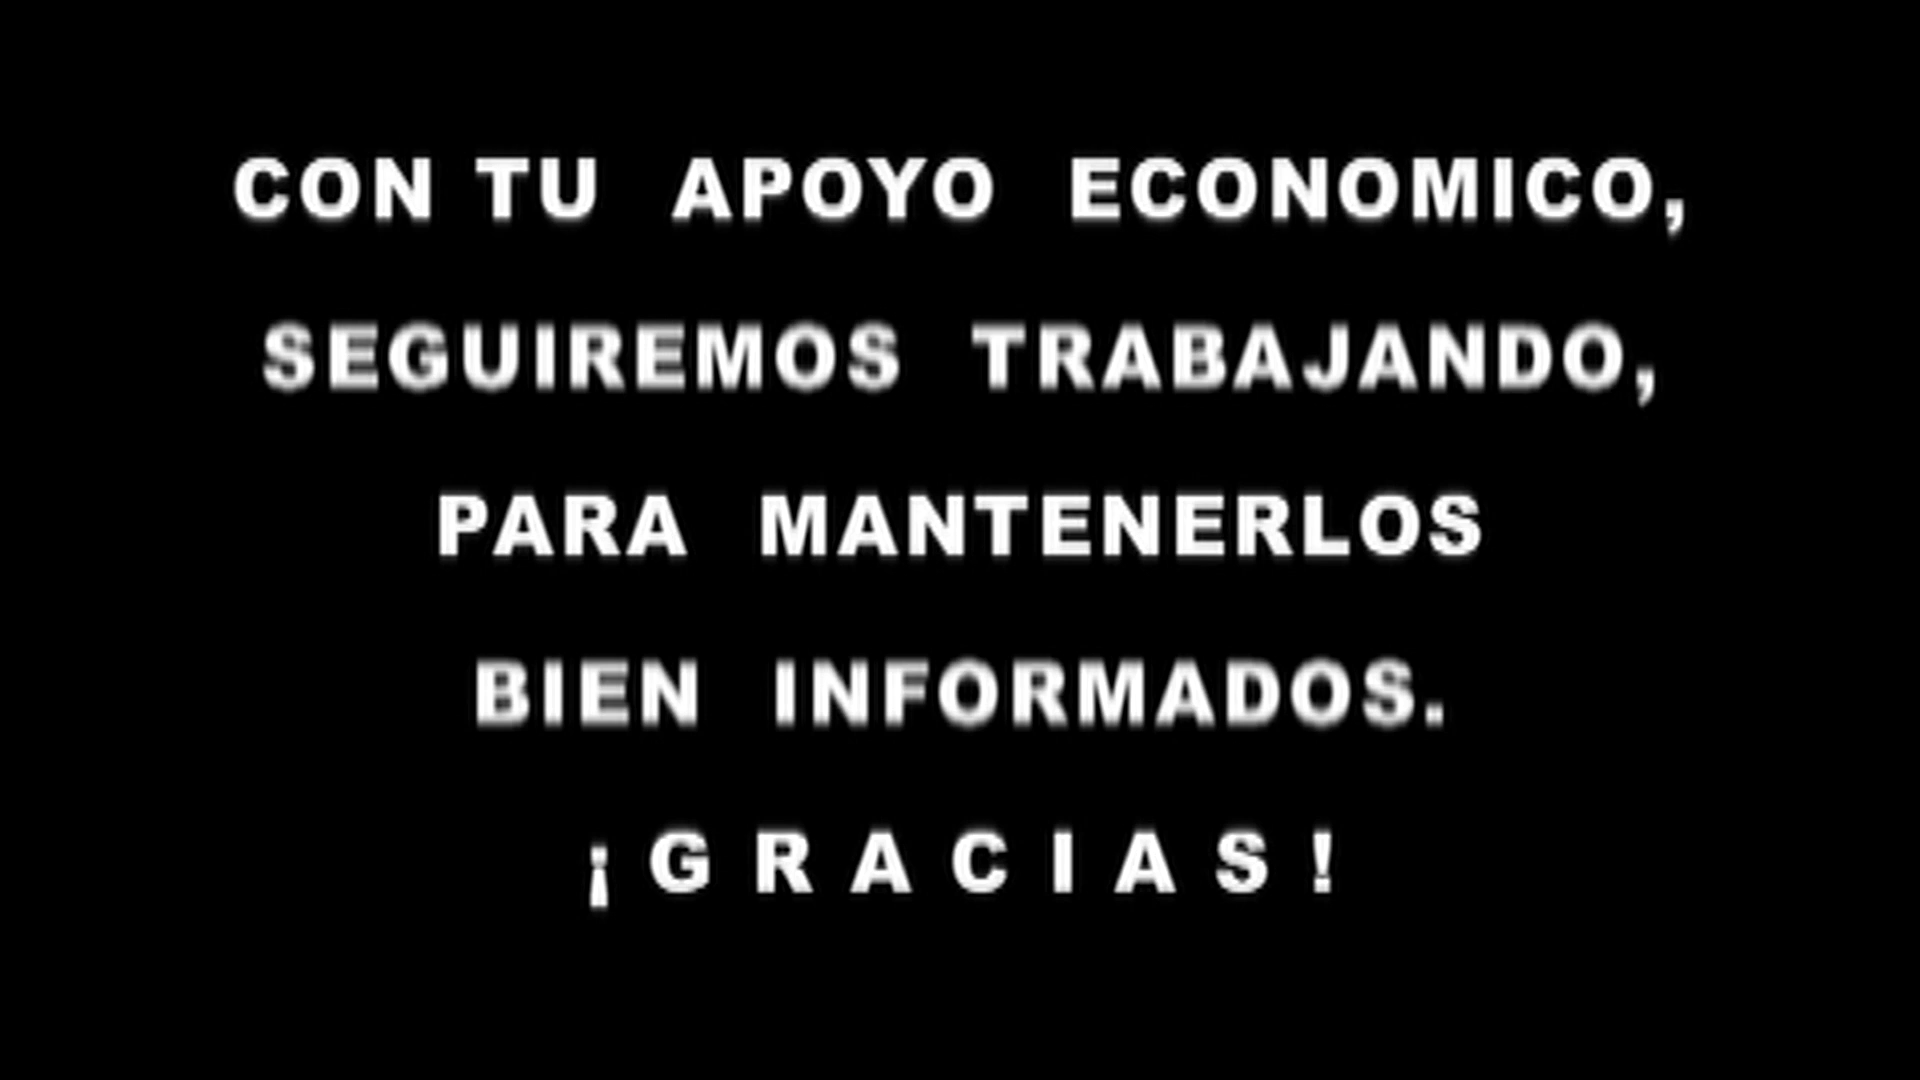 CON TU APOYO ECONOMICO,
SEGUIREMOS TRABAJANDO,
PARA MANTENERLOS
BIEN INFORMADOS.
¡G R A C I A S !